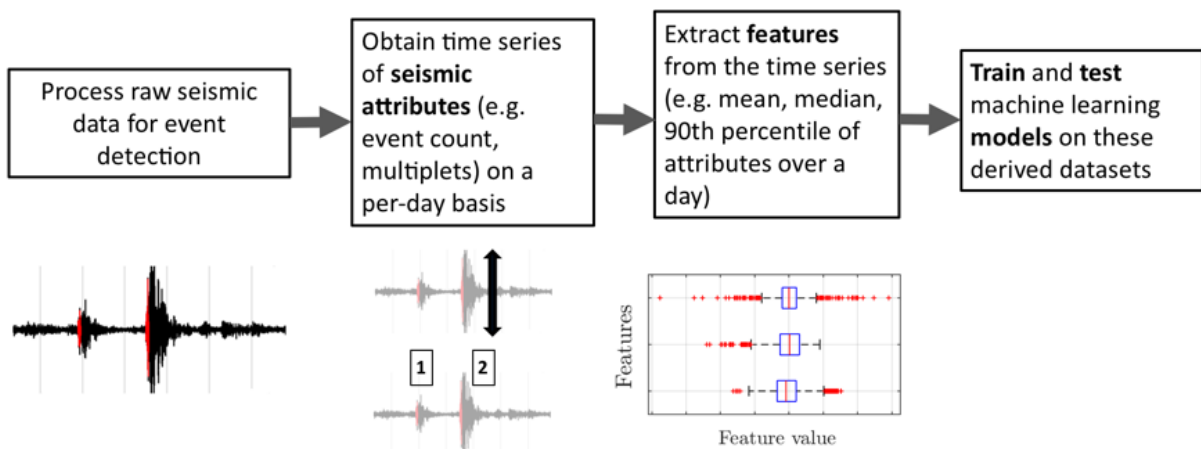 Process raw seismic
data for event
detection
Obtain time series
of seismic
attributes (e.g.
event count,
multiplets) on a
per-day basis
Extract features
from the time series
(e.g. mean, median,
90th percentile of
attributes over a
day)
Train and test
machine learning
models on these
derived datasets
1
2
Features
Feature value